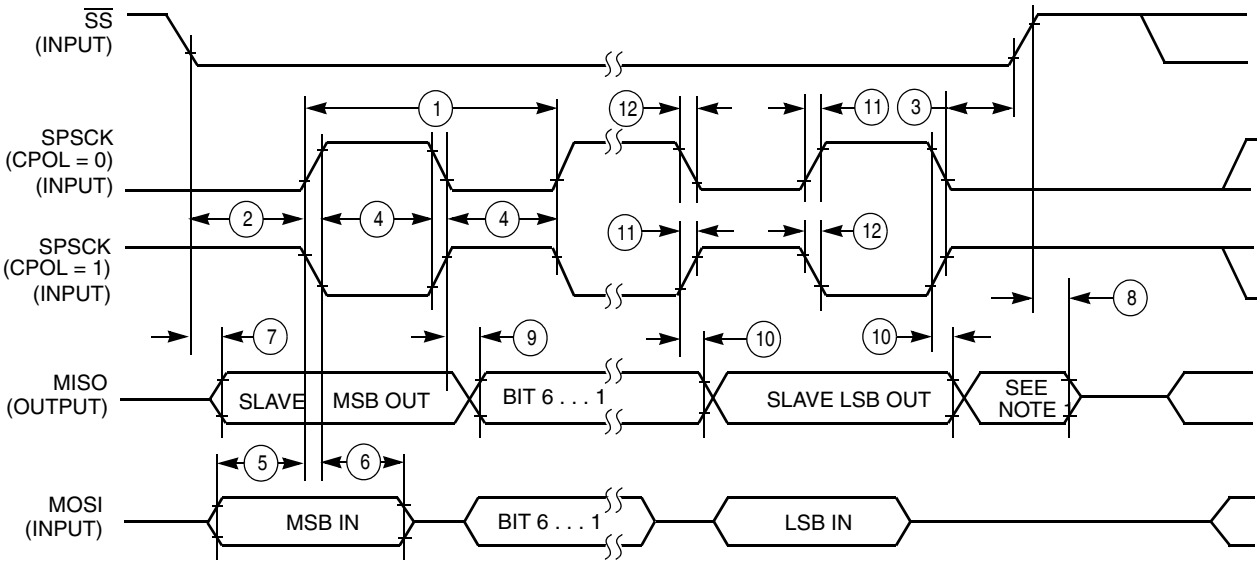 SS
(INPUT)
1
12
11
3
SPSCK
(CPOL = 0)
(INPUT)
2
4
4
SPSCK
(CPOL = 1)
(INPUT)
11
12
8
7
9
10
10
MISO
(OUTPUT)
SLAVE MSB OUT
BIT 6 . . . 1
SLAVE LSB OUT
SEE
NOTE
5
6
MOSI
(INPUT)
MSB IN
BIT 6 . . . 1
LSB IN